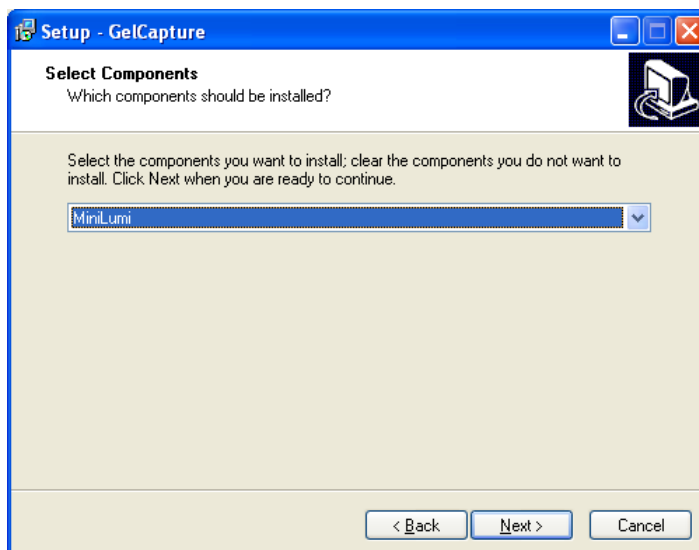 Setup - GelCapture
Select Components
Which components should be installed?
Select the components you want to install; clear the components you do not want to
install. Click Next when you are ready to continue.
MiniLumi
< Back
Next >
Cancel